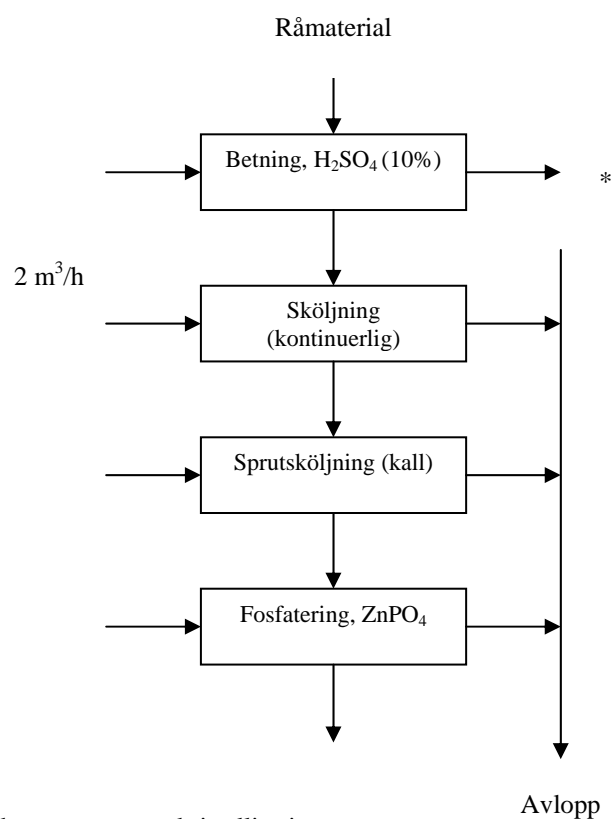 Råmaterial
Betning, H₂SO₄ (10%)
*
2 m³/h
Sköljning
(kontinuerlig)
Sprutsköljning (kall)
Fosfatering, ZnPO₄
Avlopp